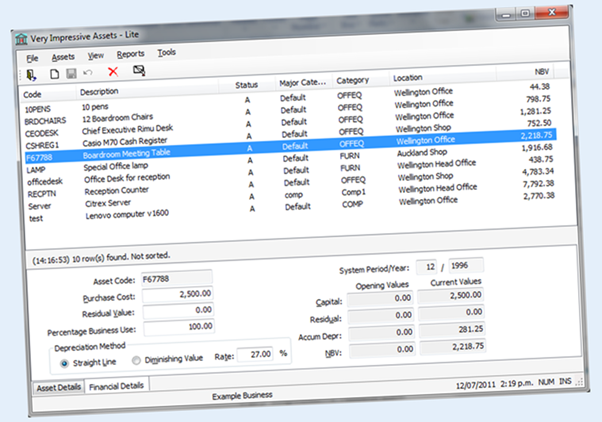 Very Impressive Assets - Lite
File Assets View Reports Tools
Code Description Status Major Cate... Category Location NBV
10PENS 10 pens A Default OFFEQ Wellington Office 44.38
BRDCHAIRS 12 Boardroom Chairs A Default OFFEQ Wellington Office 798.75
CEODESK Chief Executive Rimu Desk A Default OFFEQ Wellington Office 1,281.25
CSHREG1 Casio M70 Cash Register A Default OFFEQ Wellington Shop 752.50
F67788 Boardroom Meeting Table A Default OFFEQ Wellington Office 2,218.75
LAMP Special Office lamp A Default FURN Auckland Shop 1,916.68
officedesk Office Desk for reception A Default FURN Wellington Head Office 438.75
RECPTN Reception Counter A Default OFFEQ Wellington Shop 4,783.34
Server Citrex Server A comp Comp1 Wellington Head Office 7,792.38
test Lenovo computer v1600 A Default COMP Wellington Office 2,770.38
(14:16:53) 10 row(s) found. Not sorted.
Asset Code: F67788
Purchase Cost: 2,500.00
Residual Value: 0.00
Percentage Business Use: 100.00
Depreciation Method
Straight Line Diminishing Value Rate: 27.00 %
System Period/Year: 12 / 1996
Opening Values Current Values
Capital: 0.00 2,500.00
Residual: 0.00 0.00
Accum Depr: 0.00 281.25
NBV: 0.00 2,218.75
Asset Details Financial Details
Example Business 12/07/2011 2:19 p.m. NUM INS